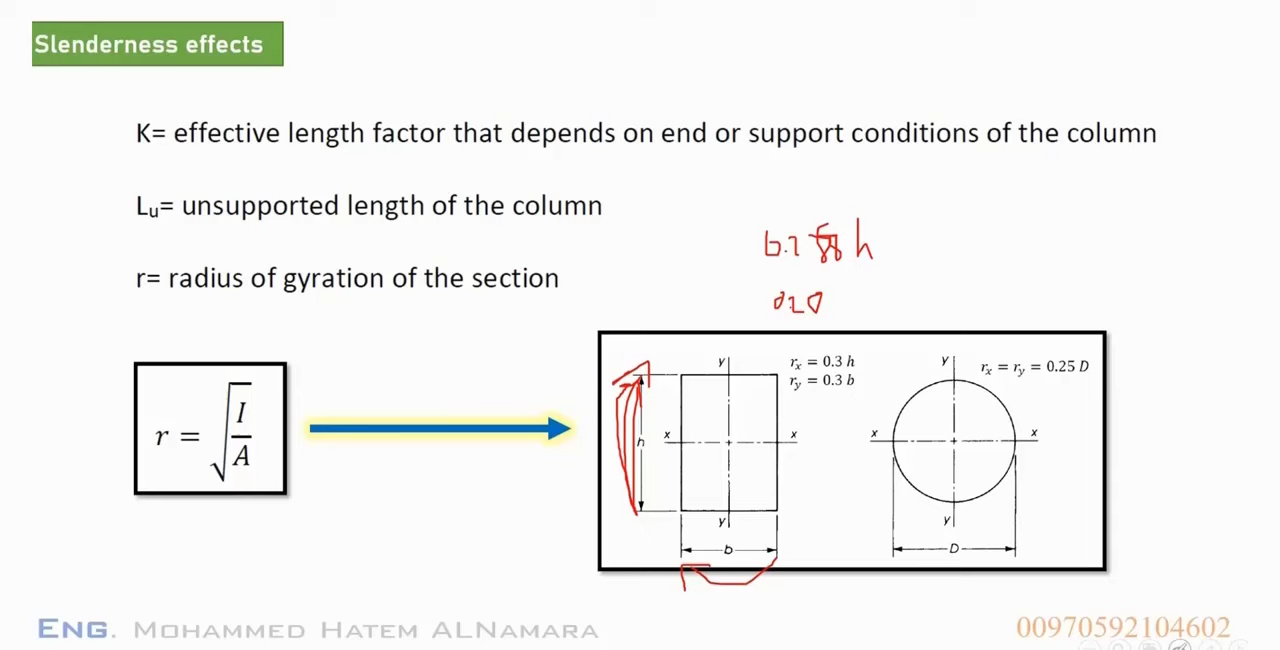 Slenderness effects
K= effective length factor that depends on end or support conditions of the column
Lu= unsupported length of the column
r= radius of gyration of the section
h
r = √I/A
y
rx = 0.3 h
ry = 0.3 b
x
x
h
y
b
y
rx = ry = 0.25 D
x
x
y
D
ENG. MOHAMMED HATEM ALNAMARA
00970592104602